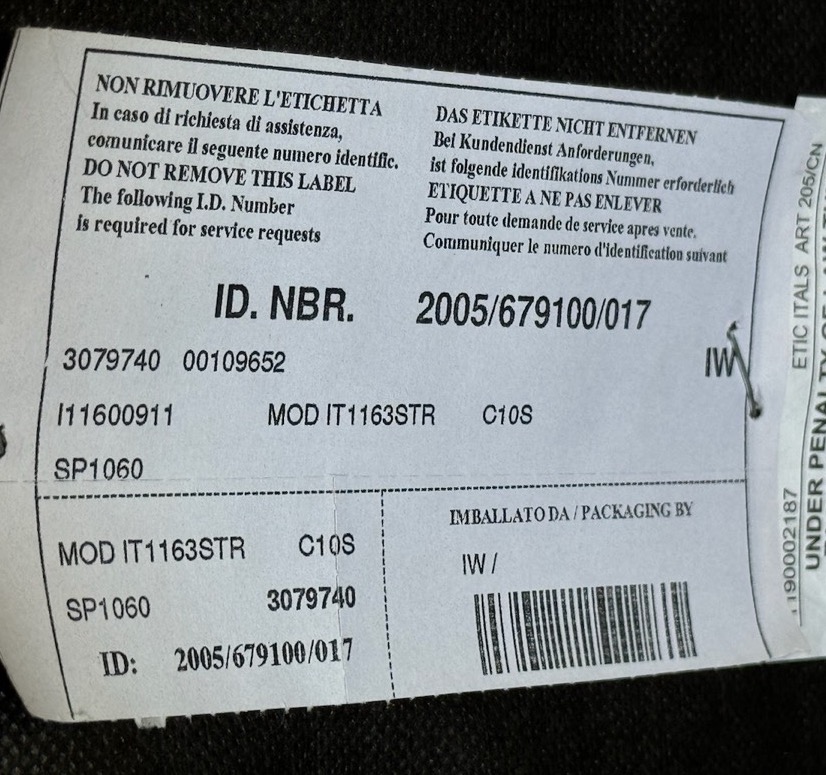 NON RIMUOVERE L'ETICHETTA
In caso di richiesta di assistenza,
comunicare il seguente numero identific.
DO NOT REMOVE THIS LABEL
The following I.D. Number
is required for service requests
DAS ETIKETTE NICHT ENTFERNEN
Bei Kundendienst Anforderungen,
ist folgende identifikations Nummer erforderlich
ETIQUETTE A NE PAS ENLEVER
Pour toute demande de service apres vente.
Communiquer le numero d'identification suivant
ID. NBR. 2005/679100/017
3079740 00109652 IW
I11600911 MOD IT1163STR C10S
SP1060
MOD IT1163STR C10S
SP1060 3079740
ID: 2005/679100/017
IMBALLATO DA / PACKAGING BY
IW /
ETIC ITALS ART 205/CN
1190002187
UNDER PENALTY OF LAW